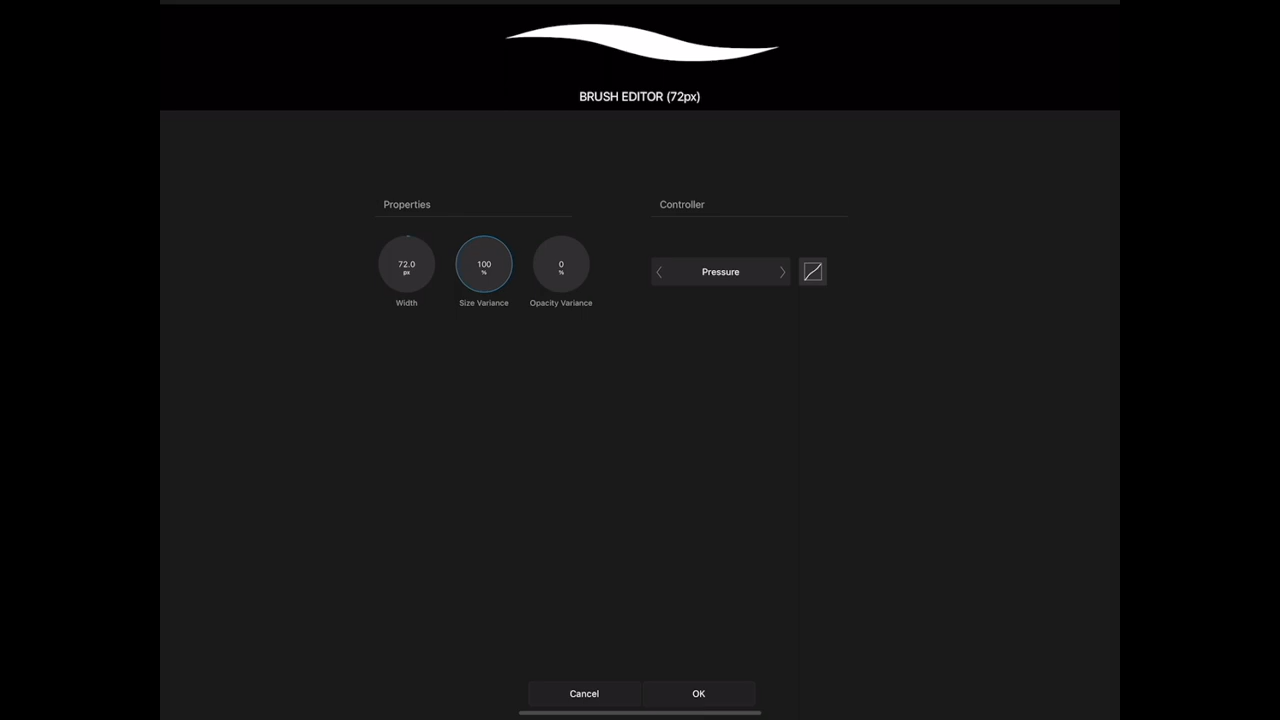 BRUSH EDITOR (72px)
Properties
Controller
72.0
px
100
%
0
%
Width
Size Variance
Opacity Variance
Pressure
Cancel
OK